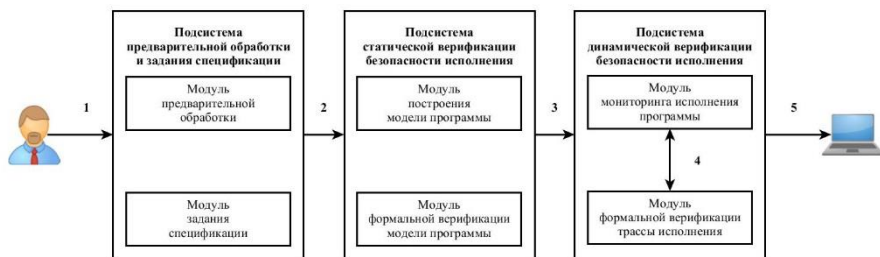 Подсистема
предварительной обработки
и задания спецификации
Модуль
предварительной
обработки
Модуль
задания
спецификации
Подсистема
статической верификации
безопасности исполнения
Модуль
построения
модели программы
Модуль
формальной верификации
модели программы
Подсистема
динамической верификации
безопасности исполнения
Модуль
мониторинга исполнения
программы
Модуль
формальной верификации
трассы исполнения
1
2
3
4
5